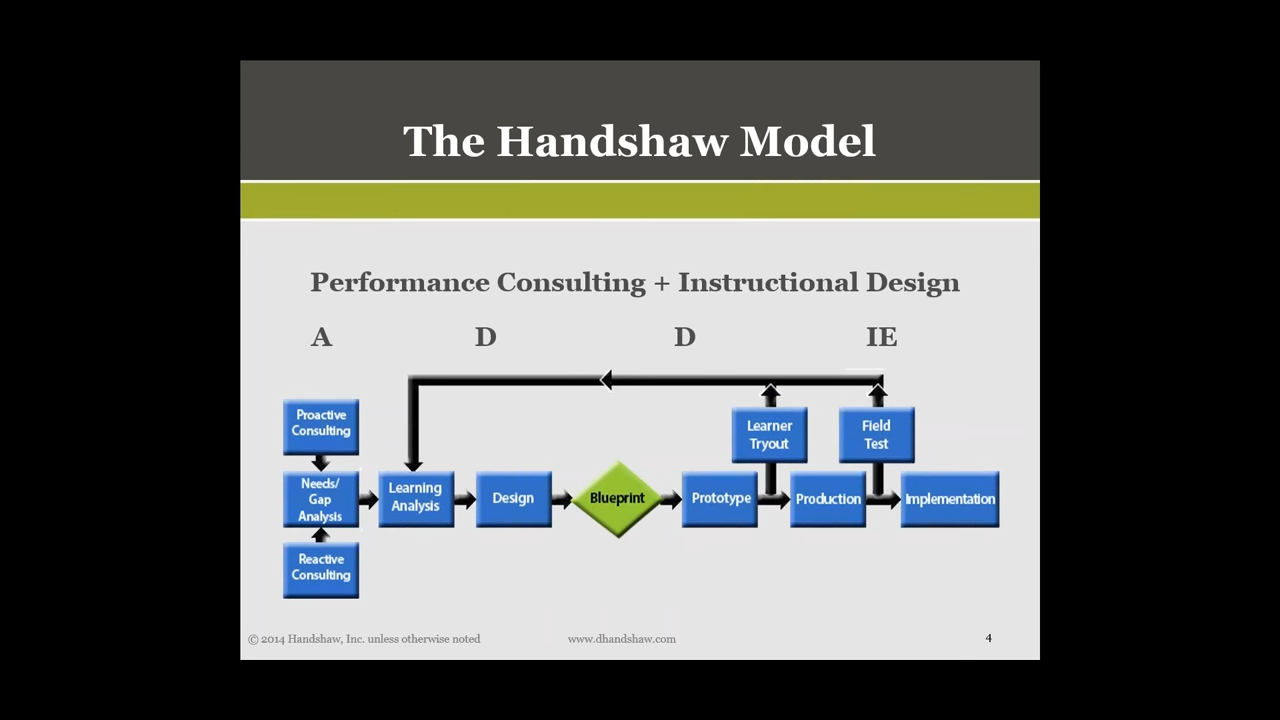 The Handshaw Model
Performance Consulting + Instructional Design
A D D IE
Proactive
Consulting
Needs/
Gap
Analysis
Reactive
Consulting
Learning
Analysis
Design
Blueprint
Prototype
Learner
Tryout
Production
Field
Test
Implementation
© 2014 Handshaw, Inc. unless otherwise noted
www.dhandshaw.com
4